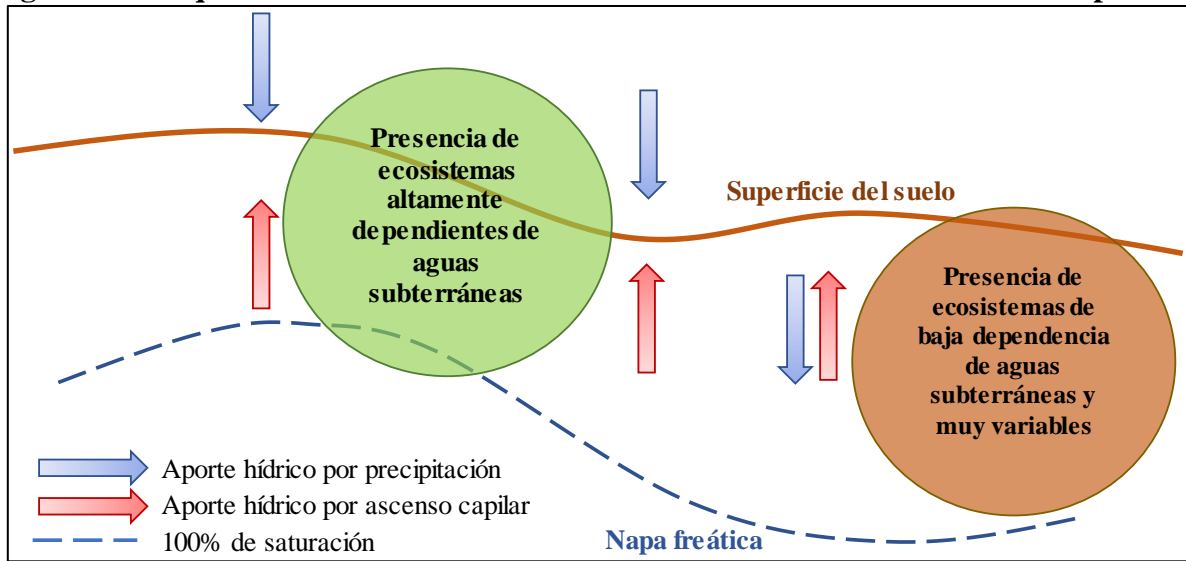 Presencia de
ecosistemas
altamente
dependientes de
aguas
subterráneas
Superficie del suelo
Presencia de
ecosistemas de
baja dependencia
de aguas
subterráneas y
muy variables
Aporte hídrico por precipitación
Aporte hídrico por ascenso capilar
100% de saturación
Napa freática